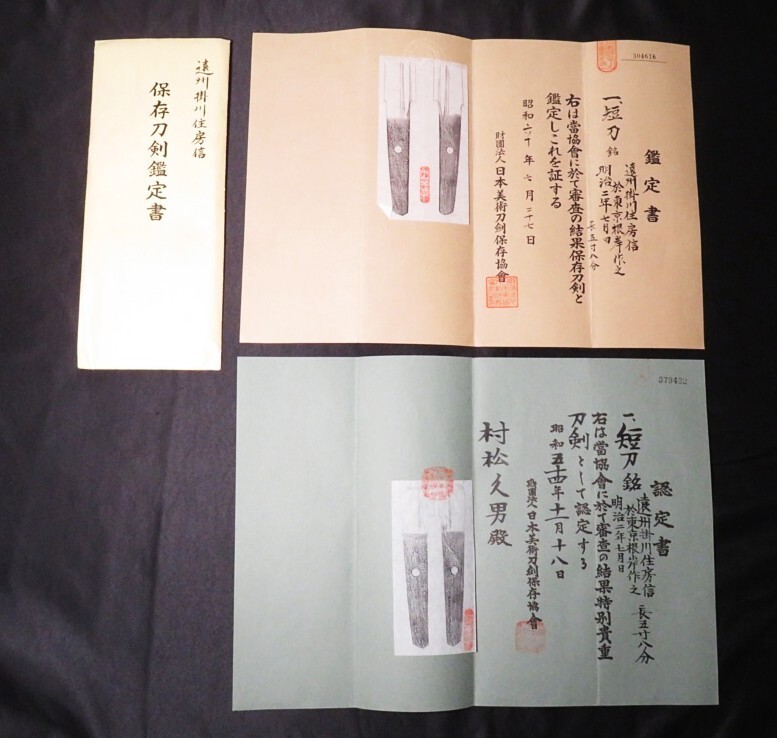 遠州掛川住房信
保存刀剣鑑定書
304616
鑑定書
一、短刀 銘
遠州掛川住房信
於東京根岸作之
明治二年七月日
長五寸八分
右は當協會に於て審査の結果保存刀剣と
鑑定しこれを証する
昭和六十年七月二十七日
財團法人日本美術刀劍保存協會
379422
認定書
一、短刀 銘
遠州掛川住房信
於東京根岸作之
明治二年七月日
長五寸八分
右は當協會に於て審査の結果特別貴重
刀剣として認定する
昭和五十四年十一月十八日
財團法人日本美術刀劍保存協會
村松久男殿